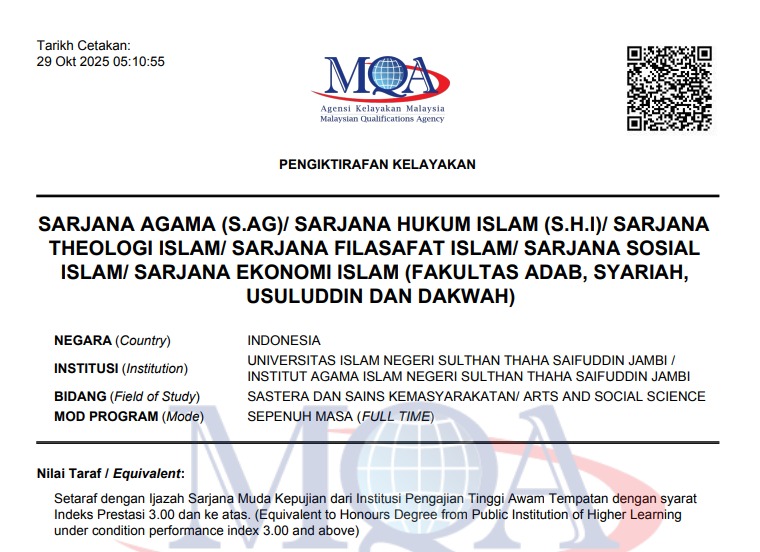 Tarikh Cetakan:
29 Okt 2025 05:10:55
MQA
Agensi Kelayakan Malaysia
Malaysian Qualifications Agency
PENGIKTIRAFAN KELAYAKAN
SARJANA AGAMA (S.AG)/ SARJANA HUKUM ISLAM (S.H.I)/ SARJANA
THEOLOGI ISLAM/ SARJANA FILASAFAT ISLAM/ SARJANA SOSIAL
ISLAM/ SARJANA EKONOMI ISLAM (FAKULTAS ADAB, SYARIAH,
USULUDDIN DAN DAKWAH)
NEGARA (Country) INDONESIA
INSTITUSI (Institution) UNIVERSITAS ISLAM NEGERI SULTHAN THAHA SAIFUDDIN JAMBI /
INSTITUT AGAMA ISLAM NEGERI SULTHAN THAHA SAIFUDDIN JAMBI
BIDANG (Field of Study) SASTERA DAN SAINS KEMASYARAKATAN/ ARTS AND SOCIAL SCIENCE
MOD PROGRAM (Mode) SEPENUH MASA (FULL TIME)
MQA
Nilai Taraf / Equivalent:
Setaraf dengan Ijazah Sarjana Muda Kepujian dari Institusi Pengajian Tinggi Awam Tempatan dengan syarat
Indeks Prestasi 3.00 dan ke atas. (Equivalent to Honours Degree from Public Institution of Higher Learning
under condition performance index 3.00 and above)